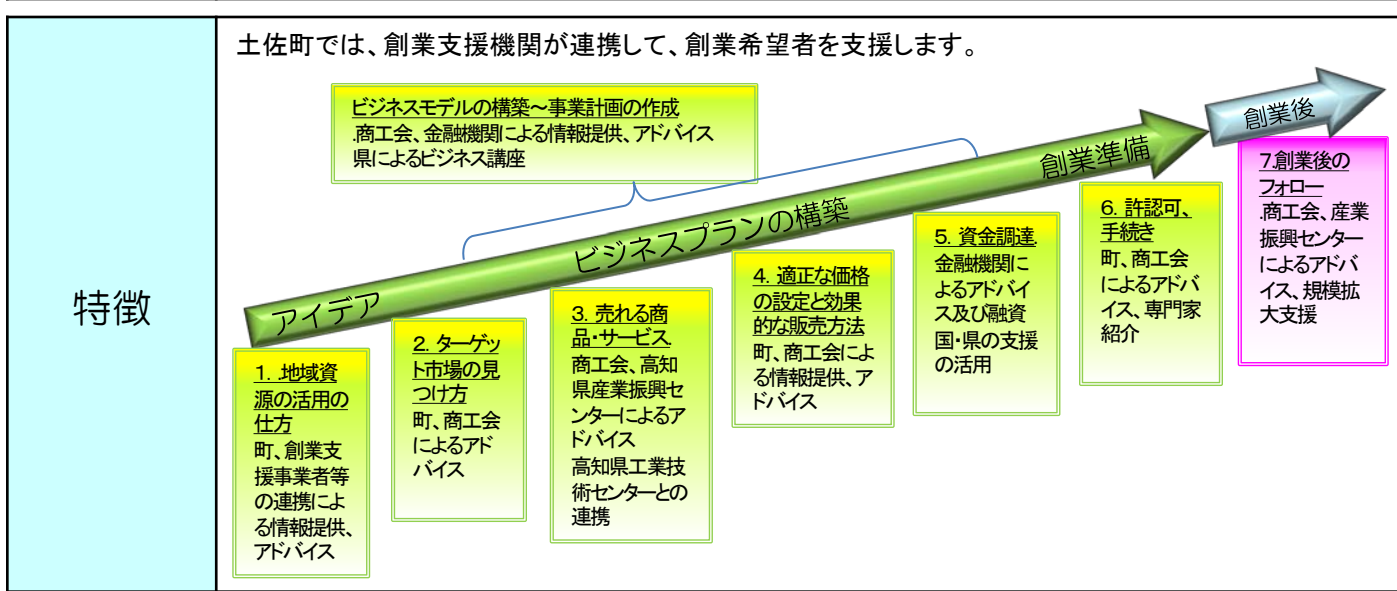 特徴
土佐町では、創業支援機関が連携して、創業希望者を支援します。
ビジネスモデルの構築～事業計画の作成
.商工会、金融機関による情報提供、アドバイス
県によるビジネス講座
アイデア
ビジネスプランの構築
創業準備
創業後
1. 地域資
源の活用の
仕方
町、創業支
援事業者等
の連携によ
る情報提供、
アドバイス
2. ターゲッ
ト市場の見
つけ方
町、商工会
によるアド
バイス
3. 売れる商
品・サービス
商工会、高知
県産業振興セ
ンターによるア
ドバイス
高知県工業技
術センターとの
連携
4. 適正な価格
の設定と効果
的な販売方法
町、商工会によ
る情報提供、ア
ドバイス
5. 資金調達.
金融機関に
よるアドバイ
ス及び融資
国・県の支援
の活用
6. 許認可、
手続き
町、商工会
によるアドバ
イス、専門家
紹介
7.創業後の
フォロー
.商工会、産業
振興センター
によるアドバ
イス、規模拡
大支援